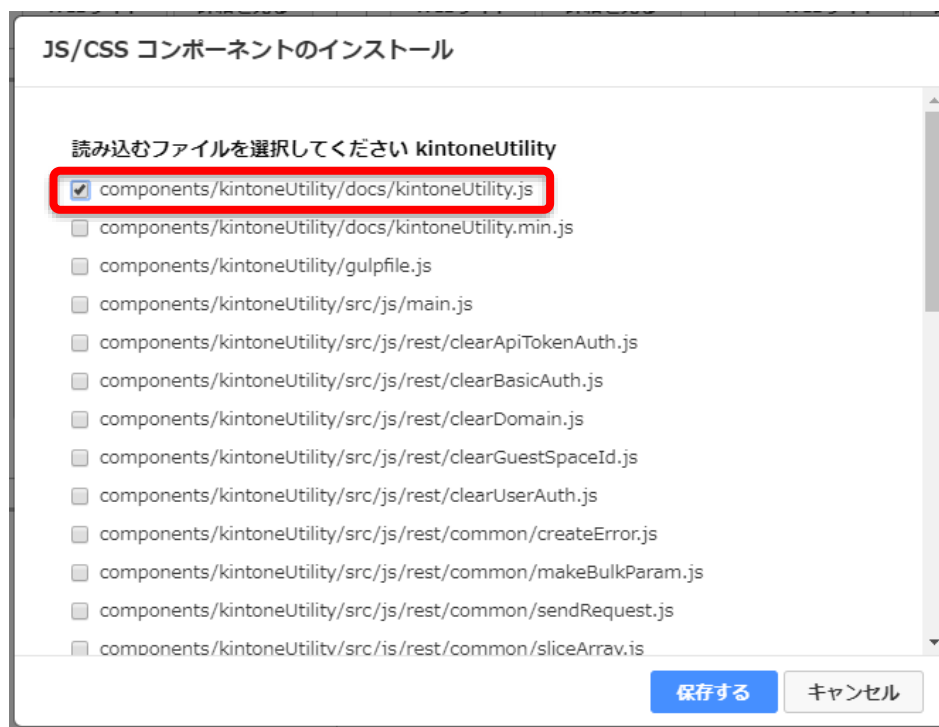 JS/CSS コンポーネントのインストール
読み込むファイルを選択してください kintoneUtility
components/kintoneUtility/docs/kintoneUtility.js
components/kintoneUtility/docs/kintoneUtility.min.js
components/kintoneUtility/gulpfile.js
components/kintoneUtility/src/js/main.js
components/kintoneUtility/src/js/rest/clearApiTokenAuth.js
components/kintoneUtility/src/js/rest/clearBasicAuth.js
components/kintoneUtility/src/js/rest/clearDomain.js
components/kintoneUtility/src/js/rest/clearGuestSpaceId.js
components/kintoneUtility/src/js/rest/clearUserAuth.js
components/kintoneUtility/src/js/rest/common/createError.js
components/kintoneUtility/src/js/rest/common/makeBulkParam.js
components/kintoneUtility/src/js/rest/common/sendRequest.js
components/kintoneUtility/src/js/rest/common/sliceArray.js
保存する キャンセル